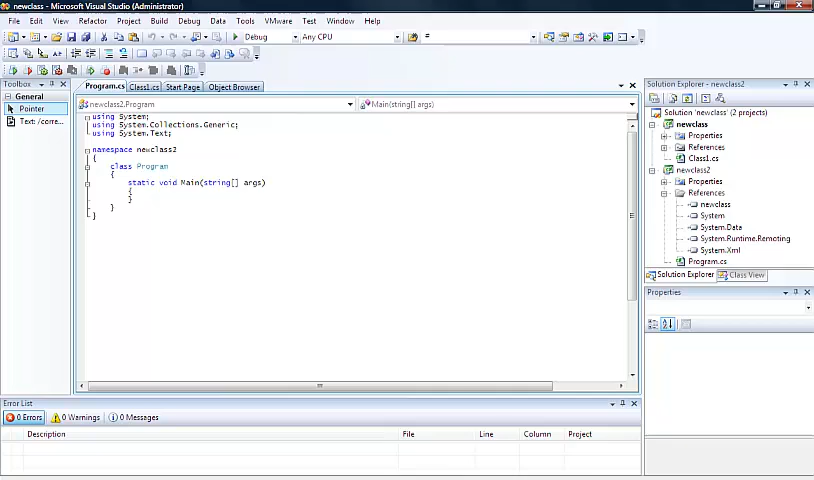 newclass - Microsoft Visual Studio (Administrator)
File Edit View Refactor Project Build Debug Data Tools VMware Test Window Help
Debug Any CPU
Toolbox
General
Pointer
Text: /corre...
Program.cs Class1.cs Start Page Object Browser
newclass2.Program Main(string[] args)
using System;
using System.Collections.Generic;
using System.Text;
namespace newclass2
{
class Program
{
static void Main(string[] args)
{
}
}
}
Solution Explorer - newclass2
Solution 'newclass' (2 projects)
newclass
Properties
References
Class1.cs
newclass2
Properties
References
newclass
System
System.Data
System.Runtime.Remoting
System.Xml
Program.cs
Solution Explorer Class View
Properties
Error List
0 Errors 0 Warnings 0 Messages
Description File Line Column Project